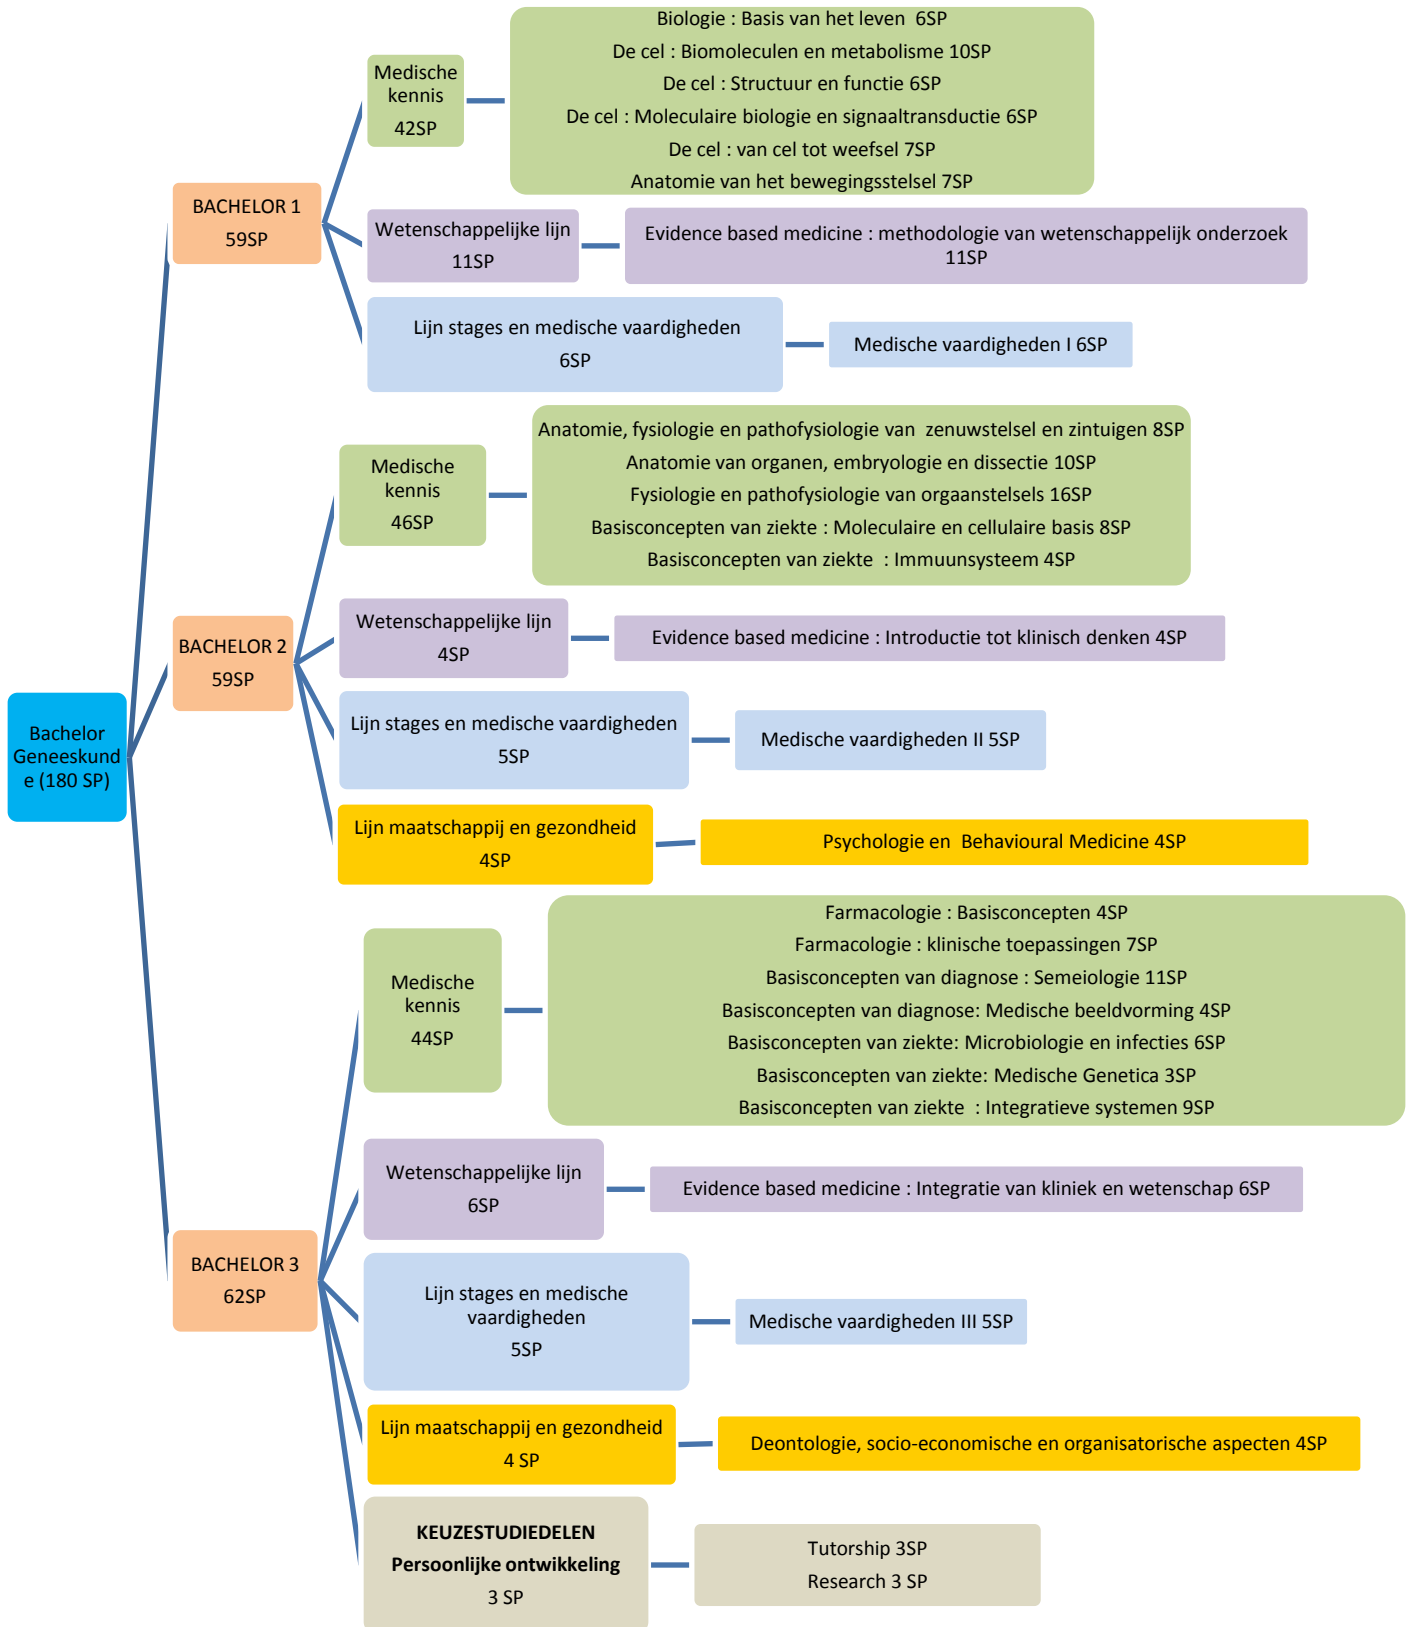 Bachelor
Geneeskund
e (180 SP)
BACHELOR 1
59SP
Medische
kennis
42SP
Biologie : Basis van het leven  6SP
De cel : Biomoleculen en metabolisme 10SP
De cel : Structuur en functie 6SP
De cel : Moleculaire biologie en signaaltransductie 6SP
De cel : van cel tot weefsel 7SP
Anatomie van het bewegingsstelsel 7SP
Wetenschappelijke lijn
11SP
Evidence based medicine : methodologie van wetenschappelijk onderzoek
11SP
Lijn stages en medische vaardigheden
6SP
Medische vaardigheden I 6SP
BACHELOR 2
59SP
Medische
kennis
46SP
Anatomie, fysiologie en pathofysiologie van  zenuwstelsel en zintuigen 8SP
Anatomie van organen, embryologie en dissectie 10SP
Fysiologie en pathofysiologie van orgaanstelsels 16SP
Basisconcepten van ziekte : Moleculaire en cellulaire basis 8SP
Basisconcepten van ziekte  : Immuunsysteem 4SP
Wetenschappelijke lijn
4SP
Evidence based medicine : Introductie tot klinisch denken 4SP
Lijn stages en medische vaardigheden
5SP
Medische vaardigheden II 5SP
Lijn maatschappij en gezondheid
4SP
Psychologie en  Behavioural Medicine 4SP
BACHELOR 3
62SP
Medische
kennis
44SP
Farmacologie : Basisconcepten 4SP
Farmacologie : klinische toepassingen 7SP
Basisconcepten van diagnose : Semeiologie 11SP
Basisconcepten van diagnose: Medische beeldvorming 4SP
Basisconcepten van ziekte: Microbiologie en infecties 6SP
Basisconcepten van ziekte: Medische Genetica 3SP
Basisconcepten van ziekte  : Integratieve systemen 9SP
Wetenschappelijke lijn
6SP
Evidence based medicine : Integratie van kliniek en wetenschap 6SP
Lijn stages en medische
vaardigheden
5SP
Medische vaardigheden III 5SP
Lijn maatschappij en gezondheid
4 SP
Deontologie, socio-economische en organisatorische aspecten 4SP
KEUZESTUDIEDELEN
Persoonlijke ontwikkeling
3 SP
Tutorship 3SP
Research 3 SP